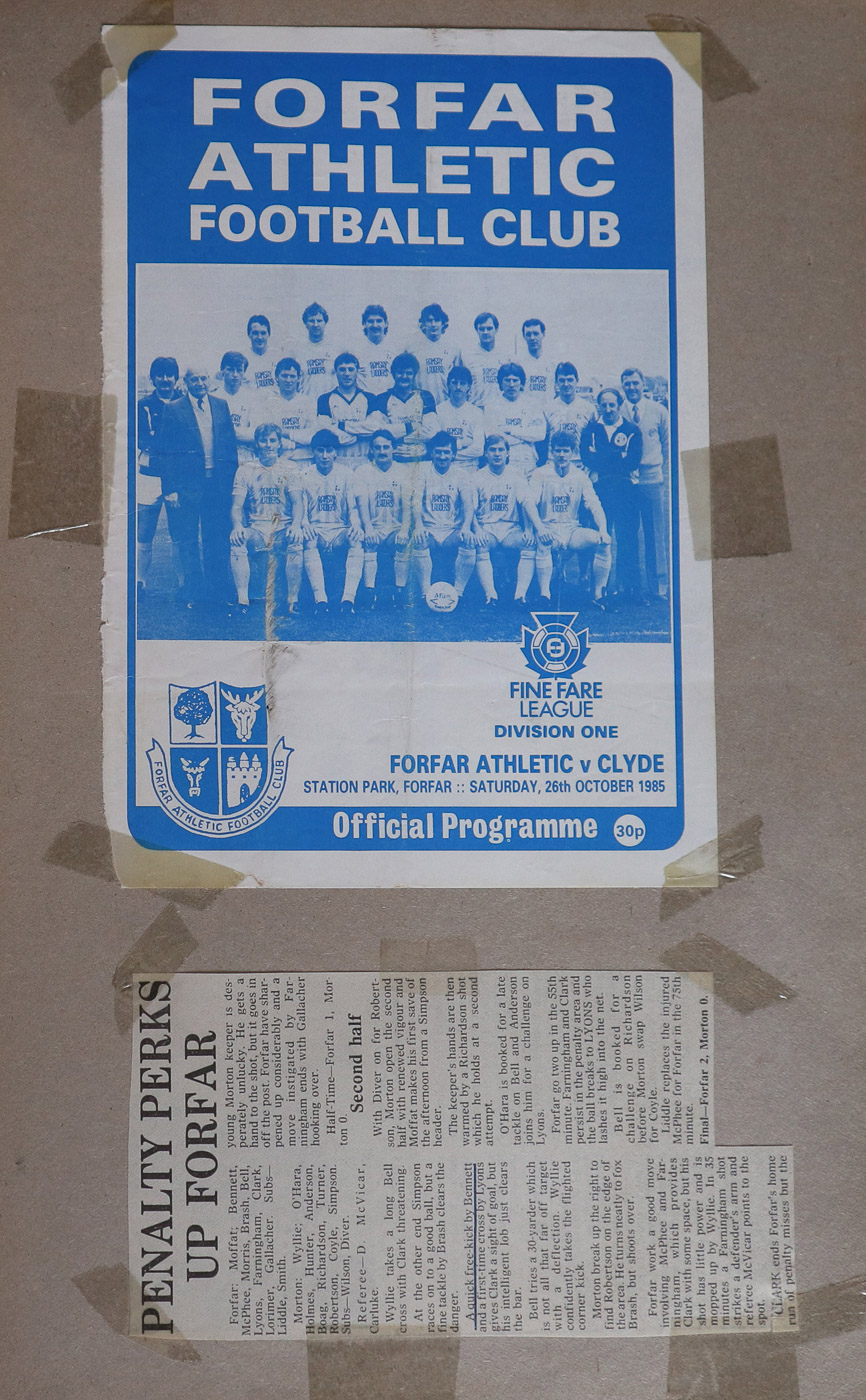 FORFAR
ATHLETIC
FOOTBALL CLUB
FINE FARE
LEAGUE
DIVISION ONE
FORFAR ATHLETIC v CLYDE
STATION PARK, FORFAR :: SATURDAY, 26th OCTOBER 1985
FORFAR ATHLETIC FOOTBALL CLUB
Official Programme 30p
PENALTY PERKS
UP FORFAR
Forfar: Moffat, Bennett,
McPhee, Morris, Brash, Bell,
Lyons, Farningham, Clark,
Lorimer, Gallacher. Subs—
Liddle, Smith.
Morton: Wyllie; O'Hara,
Holmes, Hunter, Anderson,
Boag, Richardson, Turner,
Robertson, Coyle, Simpson.
Subs—Wilson, Diver.
Referee—D McVicar,
Carluke.
Wyllie takes a long Bell
cross with Clark threatening.
At the other end Simpson
races on to a good ball, but a
fine tackle by Brash clears the
danger.
A quick free-kick by Bennett
and a first-time cross by Lyons
gives Clark a sight of goal, but
his intelligent lob just clears
the bar.
Bell tries a 30-yarder which
is not all that far off target
with a deflection. Wyllie
confidently takes the flighted
corner kick.
Morton break up the right to
find Robertson on the edge of
the area. He turns neatly to fox
Brash, but shoots over.
Forfar work a good move
involving McPhee and Far-
ningham, which provides
Clark with some space but his
shot has little power and is
mopped up by Wyllie. In 35
minutes a Farningham shot
strikes a defender's arm and
referee McVicar points to the
spot.
CLARK ends Forfar's home
run of penalty misses but the
young Morton keeper is des-
perately unlucky. He gets a
hand to the shot, but it goes in
off the post. Forfar have shar-
pened up considerably and a
move instigated by Far-
ningham ends with Gallacher
hooking over.
Half-Time—Forfar 1, Mor-
ton 0.
Second half
With Diver on for Robert-
son, Morton open the second
half with renewed vigour and
Moffat makes his first save of
the afternoon from a Simpson
header.
The keeper's hands are then
warmed by a Richardson shot
which he holds at a second
attempt.
O'Hara is booked for a late
tackle on Bell and Anderson
joins him for a challenge on
Lyons.
Forfar go two up in the 55th
minute. Farningham and Clark
persist in the penalty area and
the ball breaks to LYONS who
lashes it high into the net.
Bell is booked for a
challenge on Richardson
before Morton swap Wilson
for Coyle.
Liddle replaces the injured
McPhee for Forfar in the 75th
minute.
Final—Forfar 2, Morton 0.